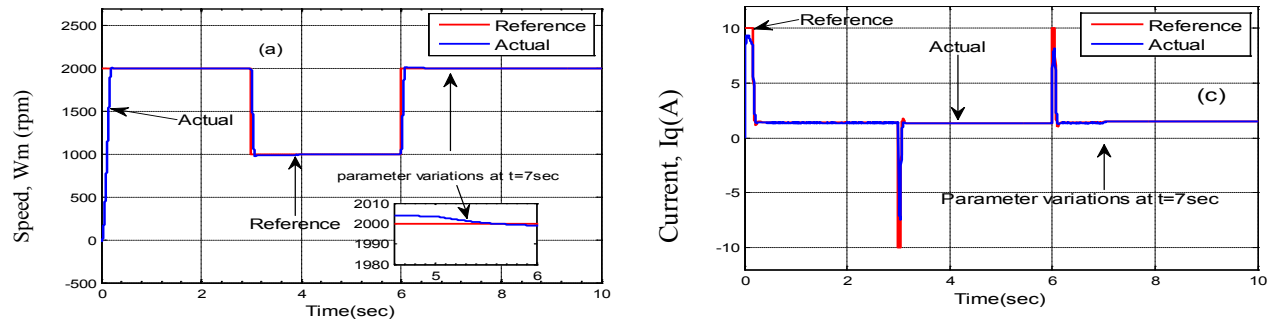 2500
2000
1500
1000
500
0
-500
Speed, Wm (rpm)
(a)
Reference
Actual
Actual
parameter variations at t=7sec
Reference
2010
2000
1990
1980
5
6
0
2
4
6
8
10
Time(sec)
10
5
0
-5
-10
Current, Iq(A)
Reference
Actual
Reference
Actual
(c)
Parameter variations at t=7sec
0
2
4
6
8
10
Time(sec)